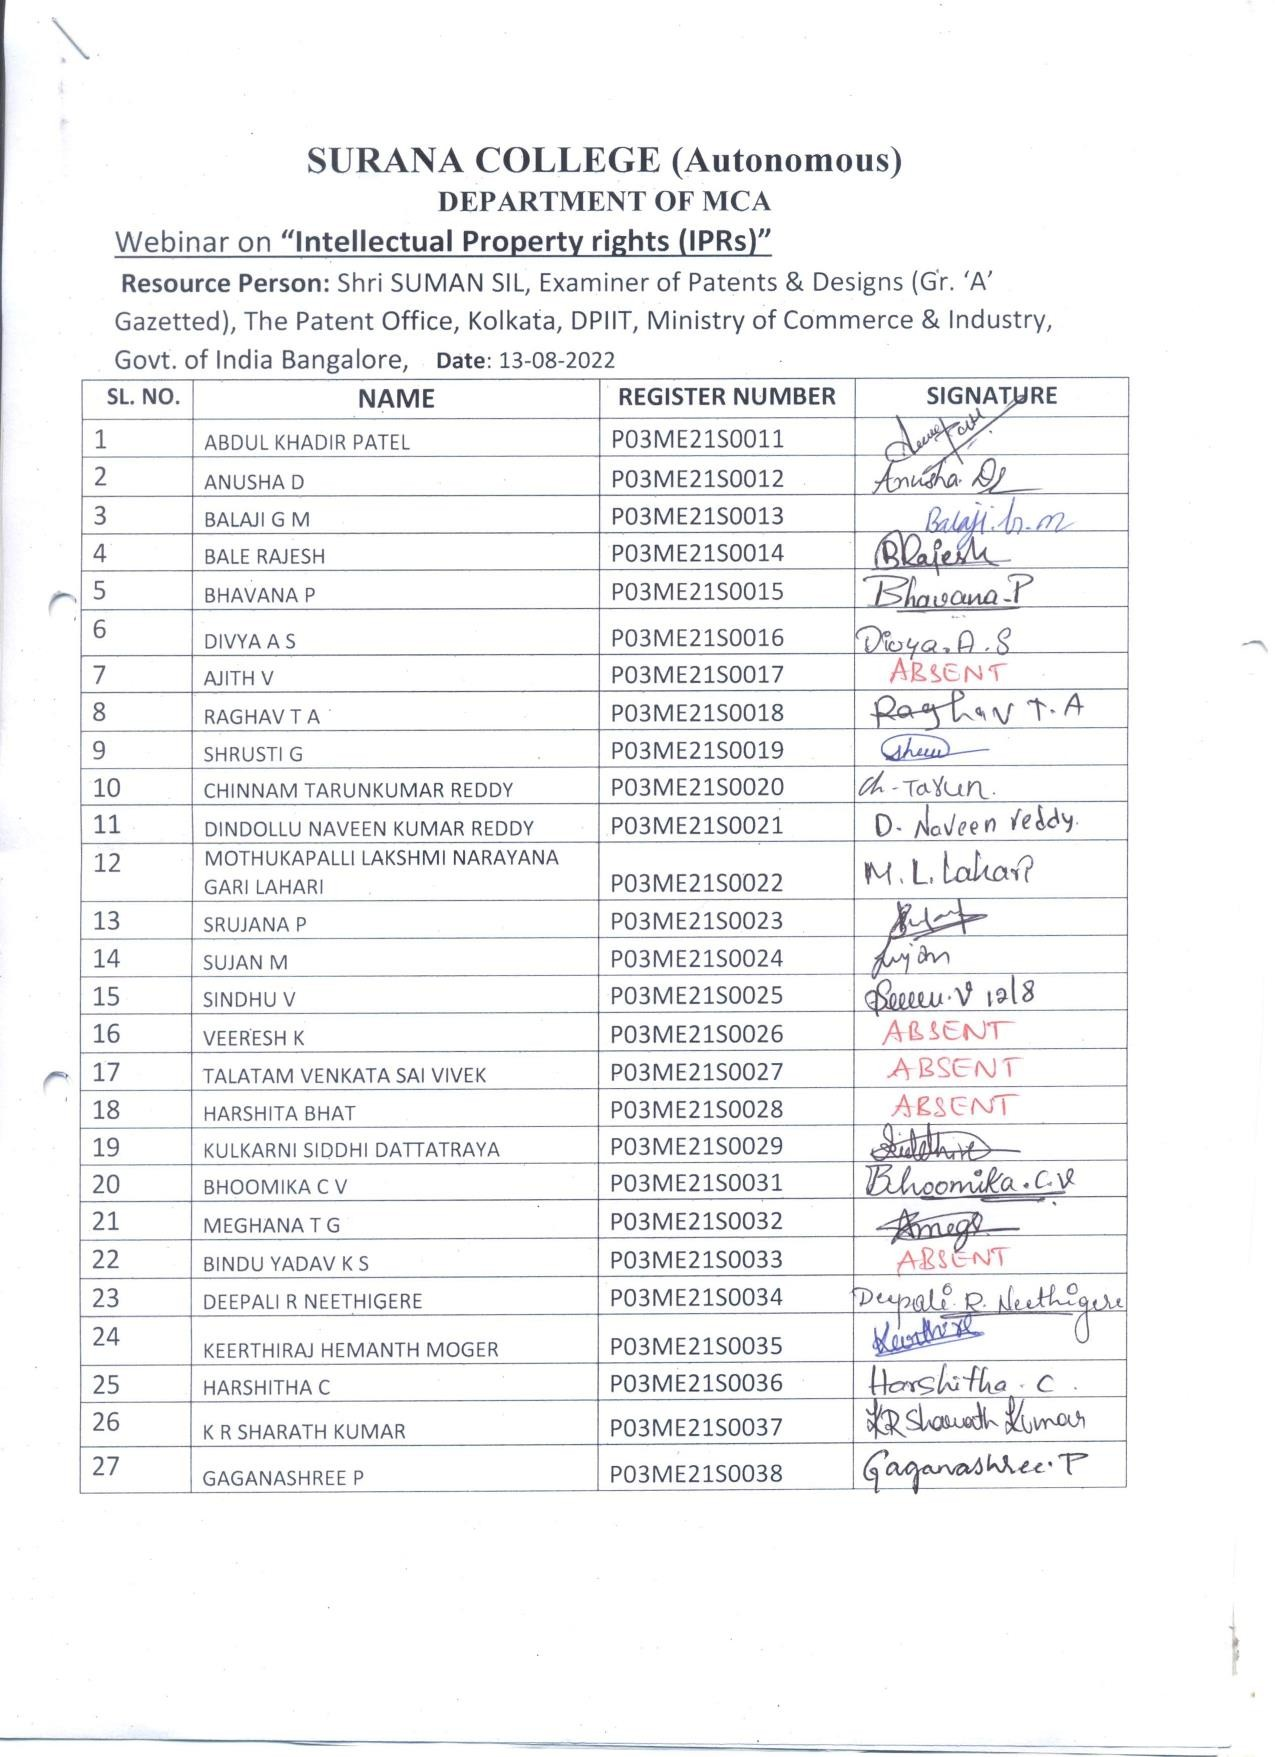 SURANA COLLEGE (Autonomous)
DEPARTMENT OF MCA
Webinar on “Intellectual Property rights (IPRs)”
Resource Person: Shri SUMAN SIL, Examiner of Patents & Designs (Gr. ‘A’
Gazetted), The Patent Office, Kolkata, DPIIT, Ministry of Commerce & Industry,
Govt. of India Bangalore, Date: 13-08-2022
SL. NO. NAME REGISTER NUMBER SIGNATURE
1 ABDUL KHADIR PATEL P03ME21S0011
2 ANUSHA D P03ME21S0012 Anusha D
3 BALAJI G M P03ME21S0013 Balaji.G.m
4 BALE RAJESH P03ME21S0014 BRajesh
5 BHAVANA P P03ME21S0015 Bhavana-P
6 DIVYA A S P03ME21S0016 Divya.A.S
7 AJITH V P03ME21S0017 ABSENT
8 RAGHAV T A P03ME21S0018 Raghav T.A
9 SHRUSTI G P03ME21S0019
10 CHINNAM TARUNKUMAR REDDY P03ME21S0020 Ch-Tarun.
11 DINDOLLU NAVEEN KUMAR REDDY P03ME21S0021 D. Naveen reddy.
12 MOTHUKAPALLI LAKSHMI NARAYANA
GARI LAHARI P03ME21S0022 M.L.Lahari
13 SRUJANA P P03ME21S0023
14 SUJAN M P03ME21S0024 Sujan
15 SINDHU V P03ME21S0025 12/8
16 VEERESH K P03ME21S0026 ABSENT
17 TALATAM VENKATA SAI VIVEK P03ME21S0027 ABSENT
18 HARSHITA BHAT P03ME21S0028 ABSENT
19 KULKARNI SIDDHI DATTATRAYA P03ME21S0029
20 BHOOMIKA C V P03ME21S0031 Bhoomika.C.V
21 MEGHANA T G P03ME21S0032
22 BINDU YADAV K S P03ME21S0033 ABSENT
23 DEEPALI R NEETHIGERE P03ME21S0034 Deepali.R.Neethigere
24 KEERTHIRAJ HEMANTH MOGER P03ME21S0035
25 HARSHITHA C P03ME21S0036 Harshitha.C.
26 K R SHARATH KUMAR P03ME21S0037 KR Sharath Kumar
27 GAGANASHREE P P03ME21S0038 Gaganashree.P